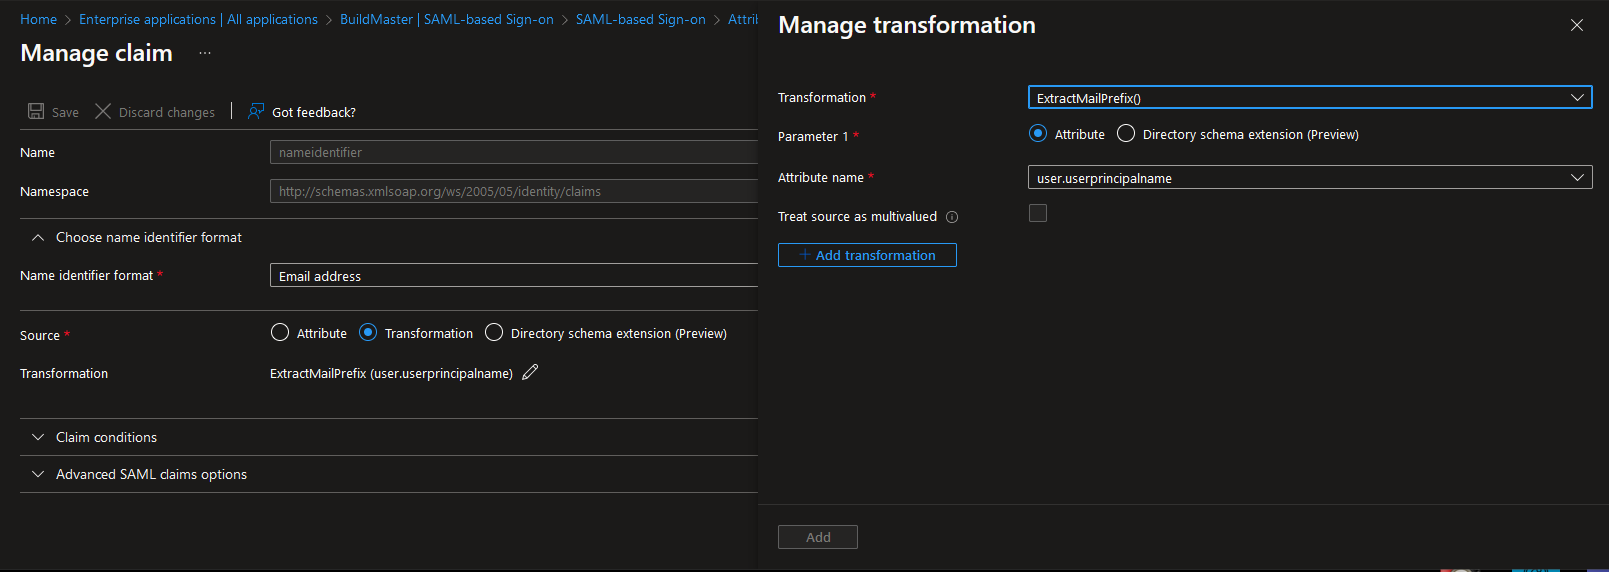 Home > Enterprise applications | All applications > BuildMaster | SAML-based Sign-on > SAML-based Sign-on >
Manage claim ...
Save Discard changes | Got feedback?
Name nameidentifier
Namespace http://schemas.xmlsoap.org/ws/2005/05/identity/claims
Choose name identifier format
Name identifier format * Email address
Source * Attribute Transformation Directory schema extension (Preview)
Transformation ExtractMailPrefix (user.userprincipalname)
Claim conditions
Advanced SAML claims options
Manage transformation
Transformation * ExtractMailPrefix()
Parameter 1 * Attribute Directory schema extension (Preview)
Attribute name * user.userprincipalname
Treat source as multivalued
+ Add transformation
Add